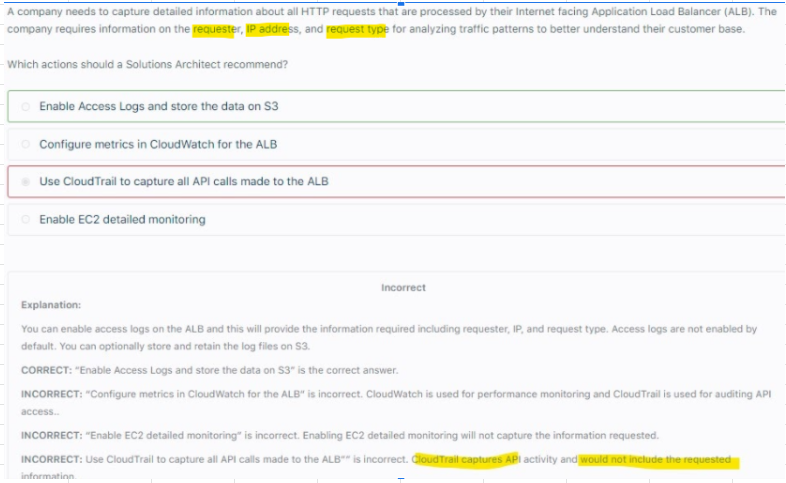 A company needs to capture detailed information about all HTTP requests that are processed by their Internet facing Application Load Balancer (ALB). The
company requires information on the requester, IP address, and request type for analyzing traffic patterns to better understand their customer base.
Which actions should a Solutions Architect recommend?
Enable Access Logs and store the data on S3
Configure metrics in CloudWatch for the ALB
Use CloudTrail to capture all API calls made to the ALB
Enable EC2 detailed monitoring
Incorrect
Explanation:
You can enable access logs on the ALB and this will provide the information required including requester, IP, and request type. Access logs are not enabled by
default. You can optionally store and retain the log files on S3.
CORRECT: "Enable Access Logs and store the data on S3" is the correct answer.
INCORRECT: "Configure metrics in CloudWatch for the ALB" is incorrect. CloudWatch is used for performance monitoring and CloudTrail is used for auditing API
access..
INCORRECT: "Enable EC2 detailed monitoring" is incorrect. Enabling EC2 detailed monitoring will not capture the information requested.
INCORRECT: Use CloudTrail to capture all API calls made to the ALB"" is incorrect. CloudTrail captures API activity and would not include the requested
information.